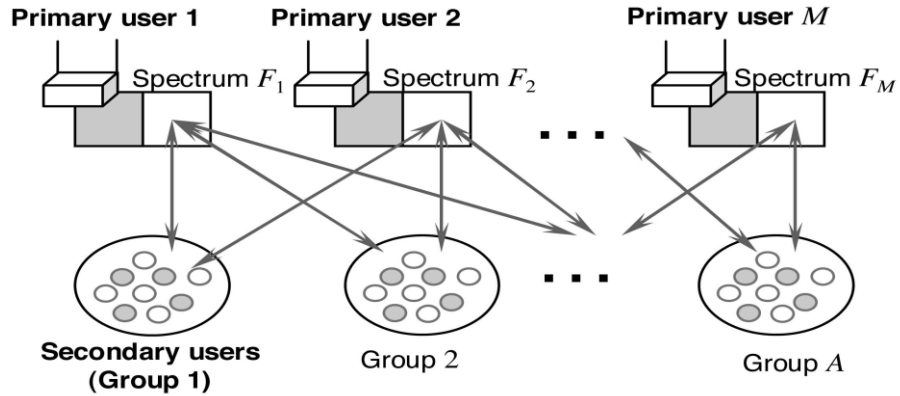 Primary user 1
Primary user 2
Primary user M
Spectrum F₁
Spectrum F₂
Spectrum F_M
. . .
. . .
Secondary users
(Group 1)
Group 2
Group A